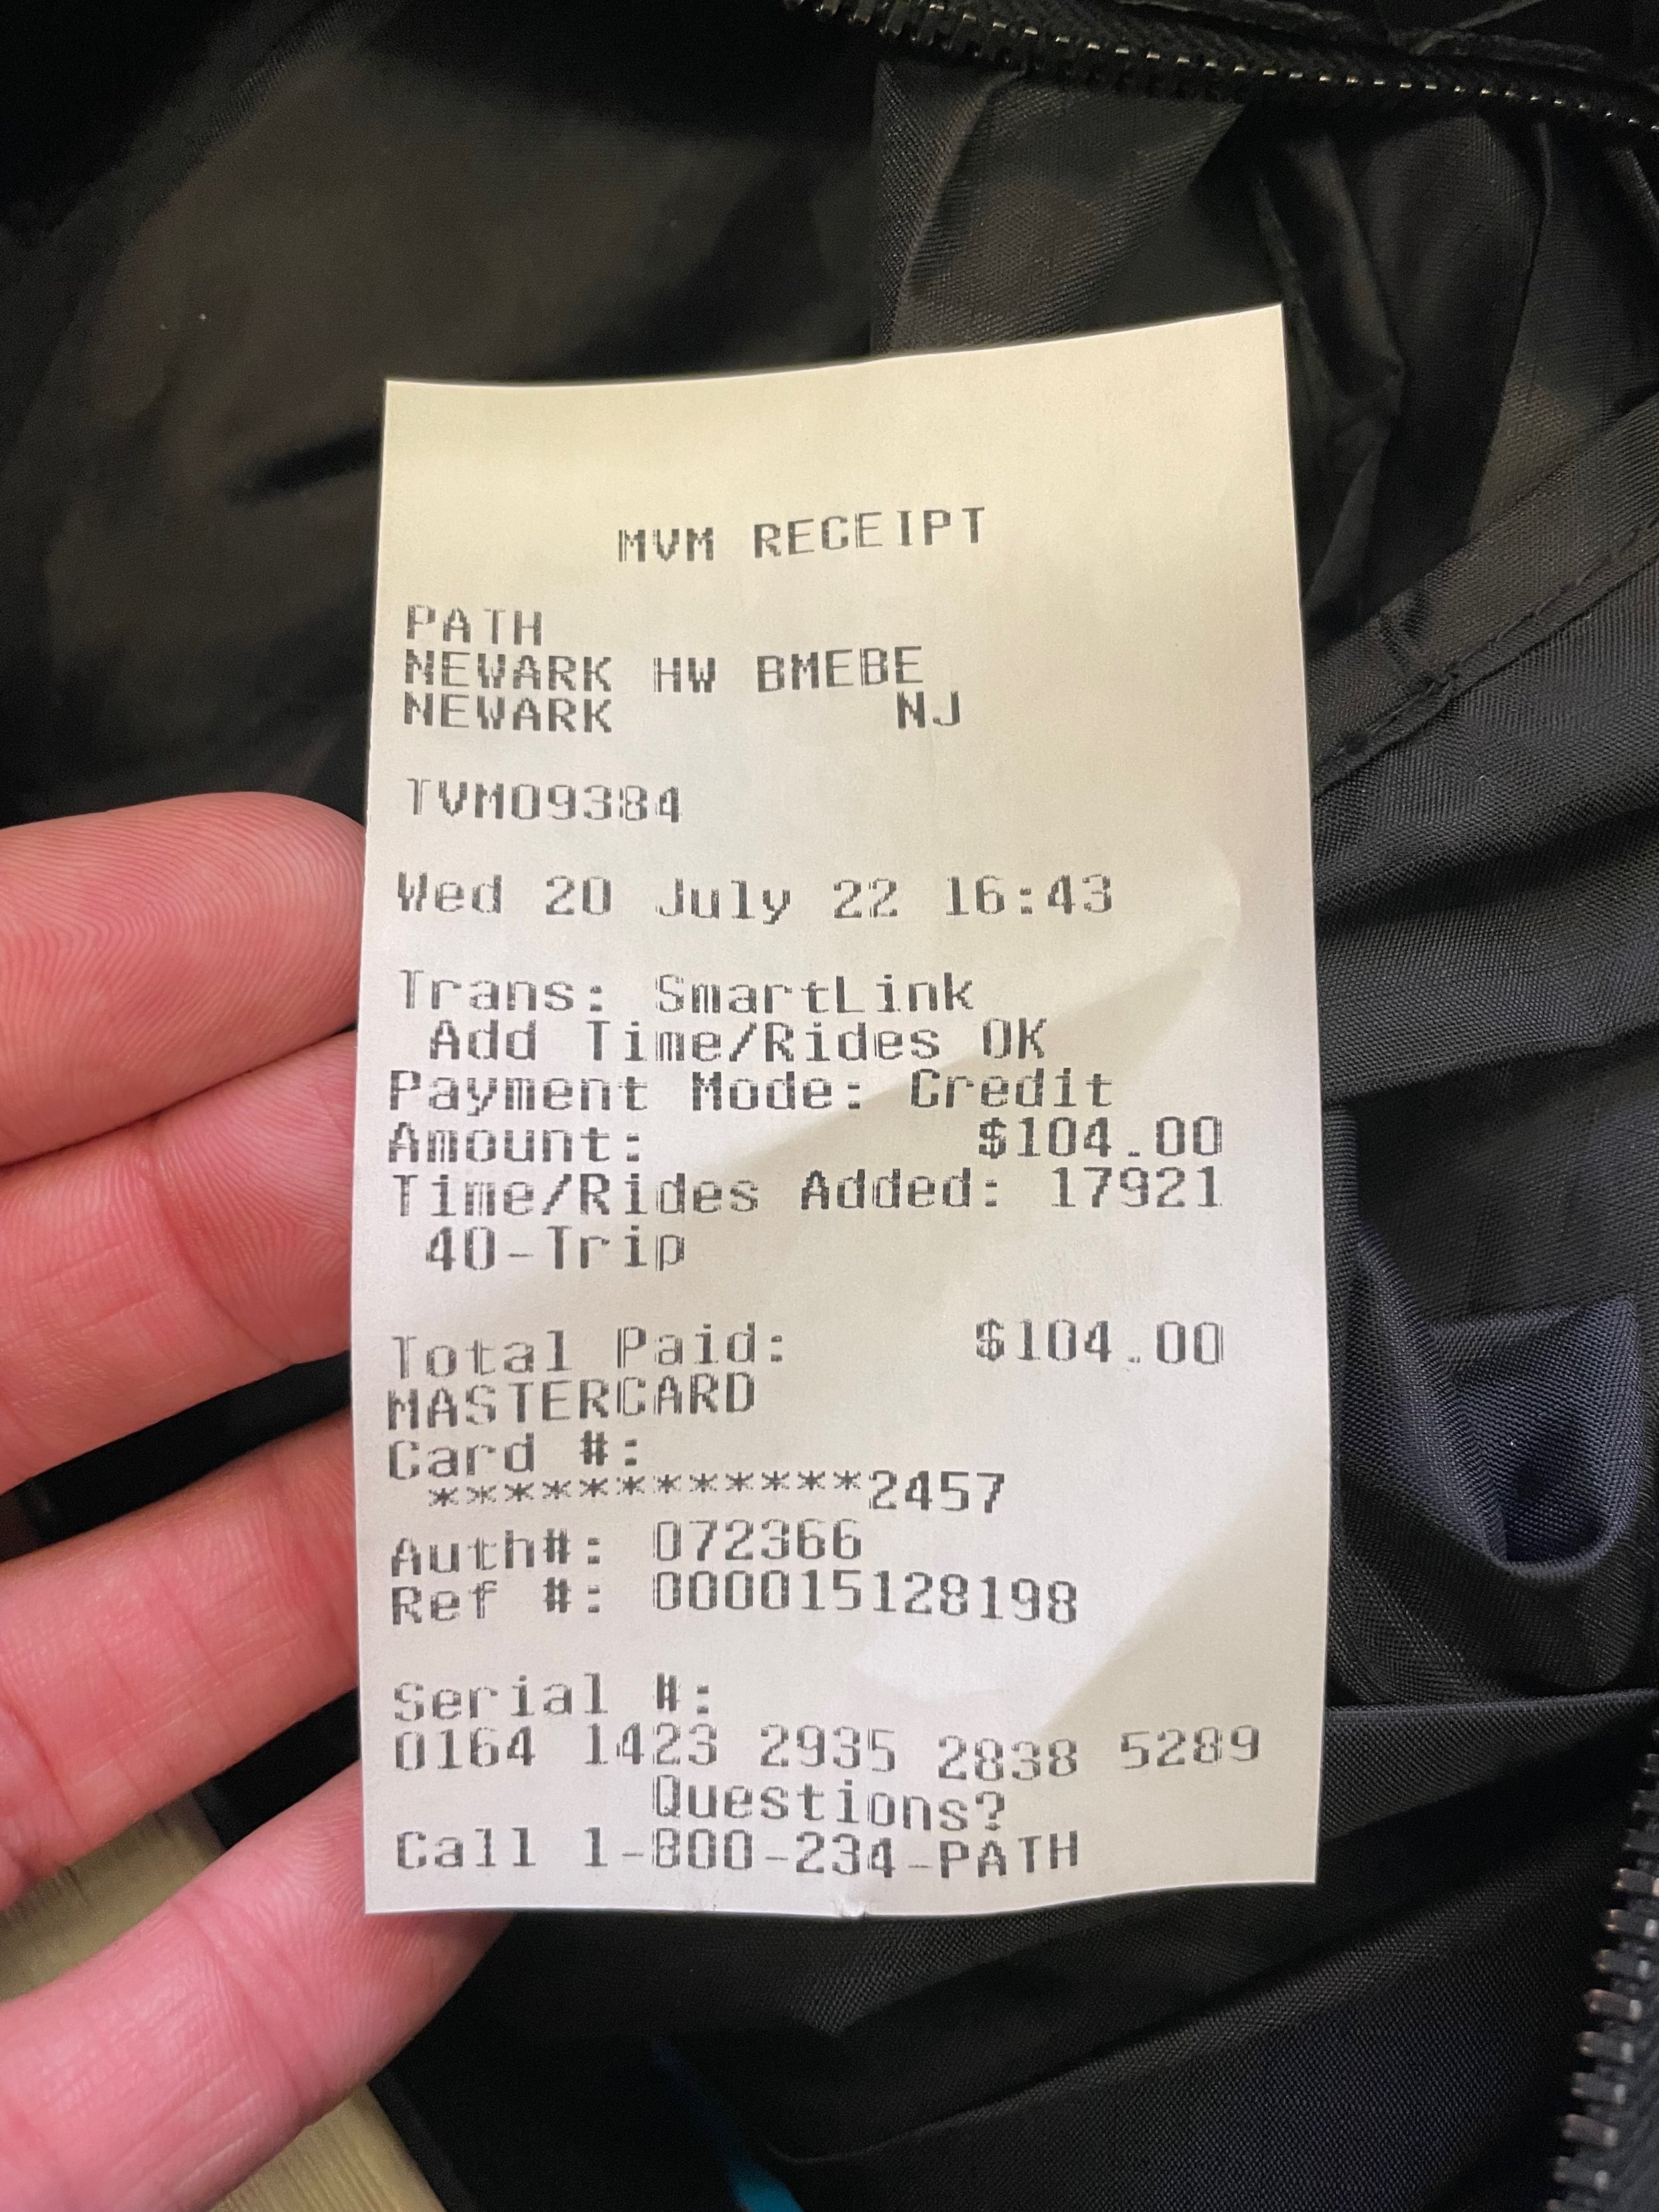 MVM RECEIPT
PATH
NEWARK HW BMEBE
NEWARK NJ
TVM09384
Wed 20 July 22 16:43
Trans: SmartLink
Add Time/Rides OK
Payment Mode: Credit
Amount: $104.00
Time/Rides Added: 17921
40-Trip
Total Paid: $104.00
MASTERCARD
Card #:
************2457
Auth#: 072366
Ref #: 000015128198
Serial #:
0164 1423 2935 2838 5289
Questions?
Call 1-800-234-PATH